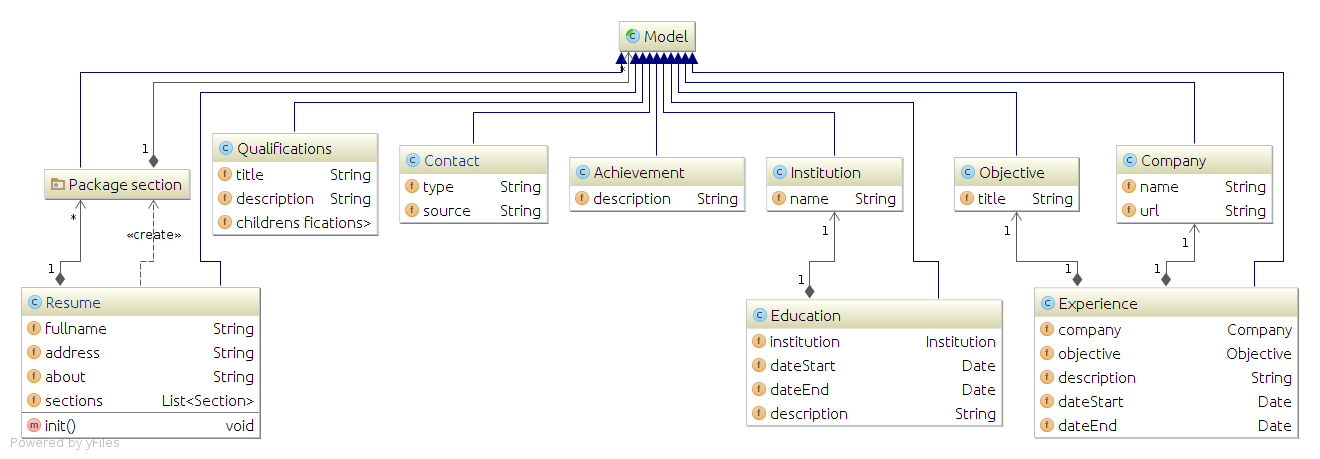 Model
*
1
Package section
*
«create»
1
Qualifications
title String
description String
childrens fications>
Contact
type String
source String
Achievement
description String
Institution
name String
1
1
Objective
title String
1
1
Company
name String
url String
1
1
Resume
fullname String
address String
about String
sections List<Section>
init() void
Education
institution Institution
dateStart Date
dateEnd Date
description String
Experience
company Company
objective Objective
description String
dateStart Date
dateEnd Date
Powered by yFiles